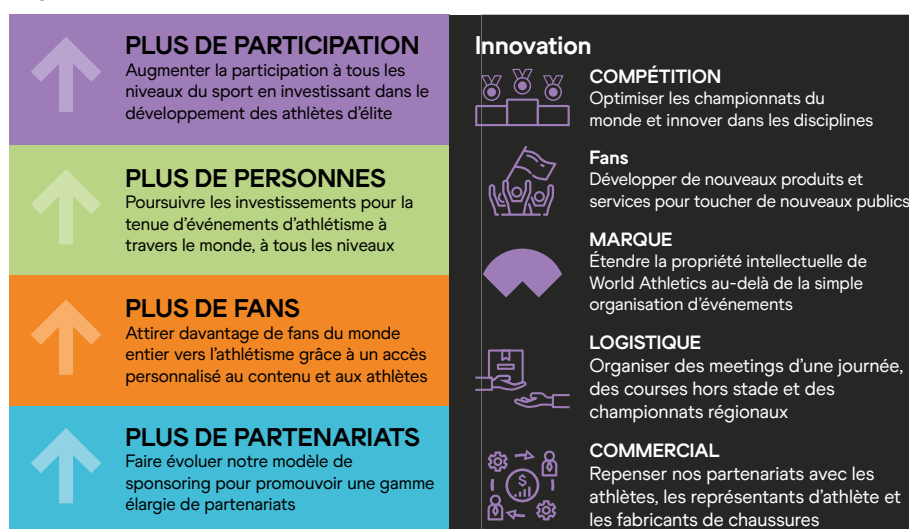 PLUS DE PARTICIPATION
Augmenter la participation à tous les
niveaux du sport en investissant dans le
développement des athlètes d'élite
PLUS DE PERSONNES
Poursuivre les investissements pour la
tenue d'événements d'athlétisme à
travers le monde, à tous les niveaux
PLUS DE FANS
Attirer davantage de fans du monde
entier vers l'athlétisme grâce à un accès
personnalisé au contenu et aux athlètes
PLUS DE PARTENARIATS
Faire évoluer notre modèle de
sponsoring pour promouvoir une gamme
élargie de partenariats
Innovation
COMPÉTITION
Optimiser les championnats du
monde et innover dans les disciplines
Fans
Développer de nouveaux produits et
services pour toucher de nouveaux publics
MARQUE
Étendre la propriété intellectuelle de
World Athletics au-delà de la simple
organisation d'événements
LOGISTIQUE
Organiser des meetings d'une journée,
des courses hors stade et des
championnats régionaux
COMMERCIAL
Repenser nos partenariats avec les
athlètes, les représentants d'athlète et
les fabricants de chaussures
$